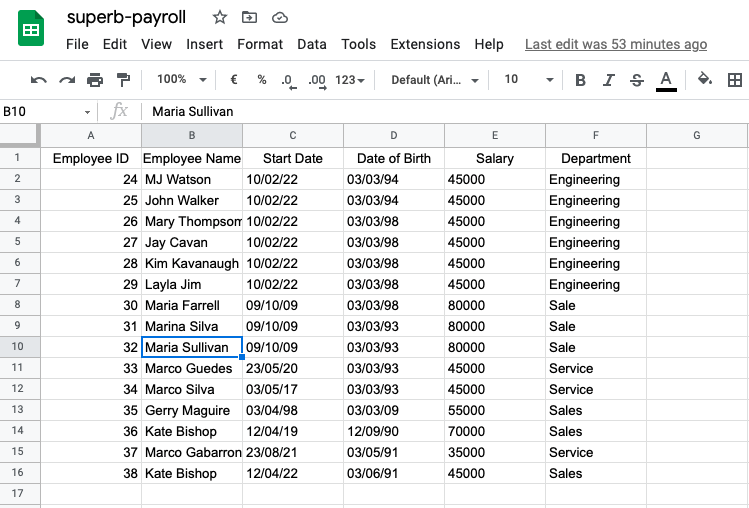 superb-payroll
File Edit View Insert Format Data Tools Extensions Help Last edit was 53 minutes ago
100% € % .0 .00 123 Default (Ari... 10 B I S A
B10 fx Maria Sullivan
A B C D E F G
1 Employee ID Employee Name Start Date Date of Birth Salary Department
2 24 MJ Watson 10/02/22 03/03/94 45000 Engineering
3 25 John Walker 10/02/22 03/03/94 45000 Engineering
4 26 Mary Thompson 10/02/22 03/03/98 45000 Engineering
5 27 Jay Cavan 10/02/22 03/03/98 45000 Engineering
6 28 Kim Kavanaugh 10/02/22 03/03/98 45000 Engineering
7 29 Layla Jim 10/02/22 03/03/98 45000 Engineering
8 30 Maria Farrell 09/10/09 03/03/98 80000 Sale
9 31 Marina Silva 09/10/09 03/03/93 80000 Sale
10 32 Maria Sullivan 09/10/09 03/03/93 80000 Sale
11 33 Marco Guedes 23/05/20 03/03/93 45000 Service
12 34 Marco Silva 03/05/17 03/03/93 45000 Service
13 35 Gerry Maguire 03/04/98 03/03/09 55000 Sales
14 36 Kate Bishop 12/04/19 12/09/90 70000 Sales
15 37 Marco Gabarron 23/08/21 03/05/91 35000 Service
16 38 Kate Bishop 12/04/22 03/06/91 45000 Sales
17